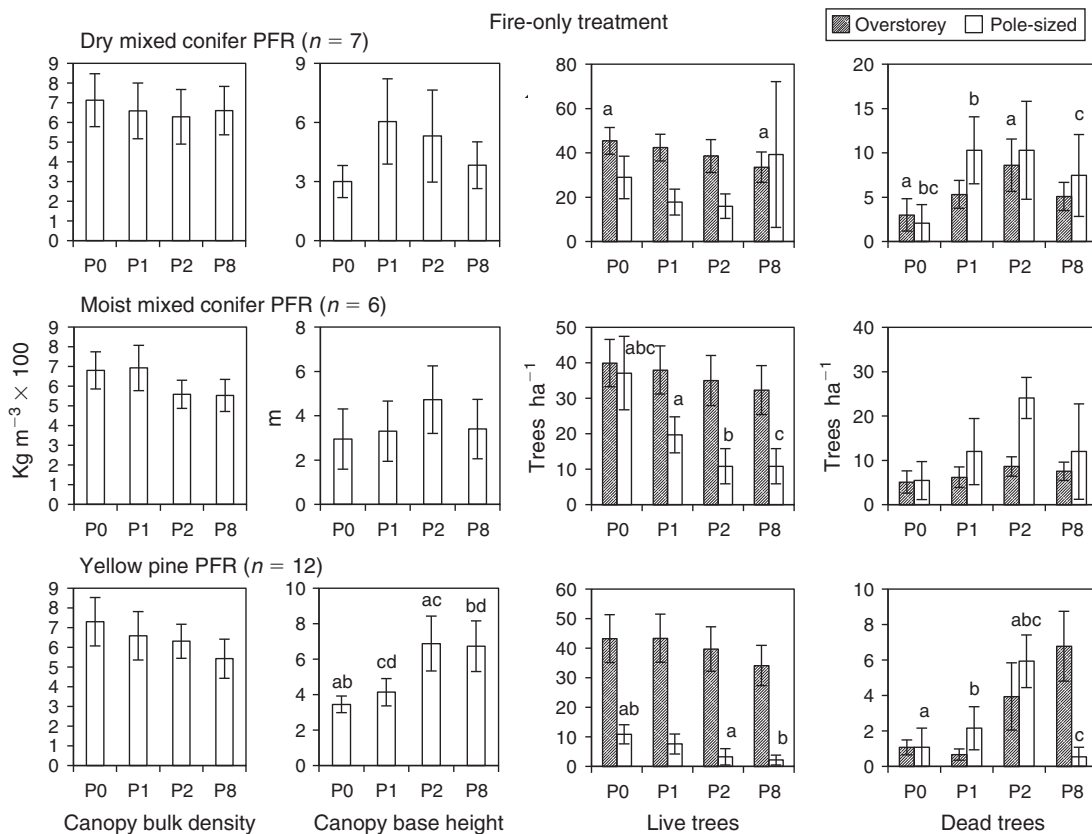 Fire-only treatment
Overstorey Pole-sized
Dry mixed conifer PFR (n = 7)
9 8 7 6 5 4 3 2 1 0
P0 P1 P2 P8
9 6 3 0
P0 P1 P2 P8
80 60 40 20 0
a a
P0 P1 P2 P8
20 15 10 5 0
a bc b a c
P0 P1 P2 P8
Moist mixed conifer PFR (n = 6)
Kg m⁻³ × 100
9 8 7 6 5 4 3 2 1 0
P0 P1 P2 P8
m
8 6 4 2 0
P0 P1 P2 P8
Trees ha⁻¹
50 40 30 20 10 0
abc a b c
P0 P1 P2 P8
Trees ha⁻¹
40 30 20 10 0
P0 P1 P2 P8
Yellow pine PFR (n = 12)
9 8 7 6 5 4 3 2 1 0
P0 P1 P2 P8
Canopy bulk density
10 8 6 4 2 0
ab cd ac bd
P0 P1 P2 P8
Canopy base height
60 50 40 30 20 10 0
ab a b
P0 P1 P2 P8
Live trees
10 8 6 4 2 0
a b abc c
P0 P1 P2 P8
Dead trees